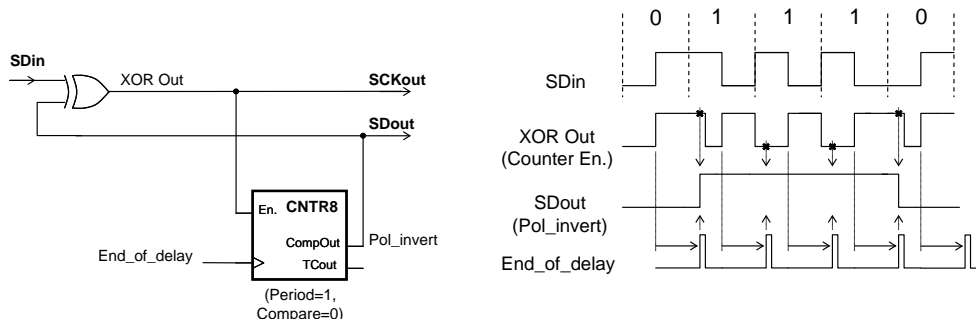 SDin
XOR Out
SCKout
SDout
En. CNTR8
CompOut
Pol_invert
TCout
End_of_delay
(Period=1,
Compare=0)
0 1 1 1 0
SDin
XOR Out
(Counter En.)
SDout
(Pol_invert)
End_of_delay